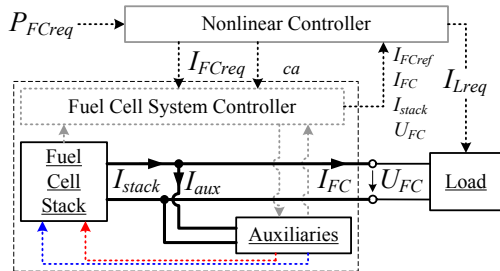 P_FCreq
Nonlinear Controller
I_FCreq
ca
I_FCref
I_FC
I_stack
U_FC
I_Lreq
Fuel Cell System Controller
Fuel
Cell
Stack
I_stack
I_aux
I_FC
U_FC
Load
Auxiliaries